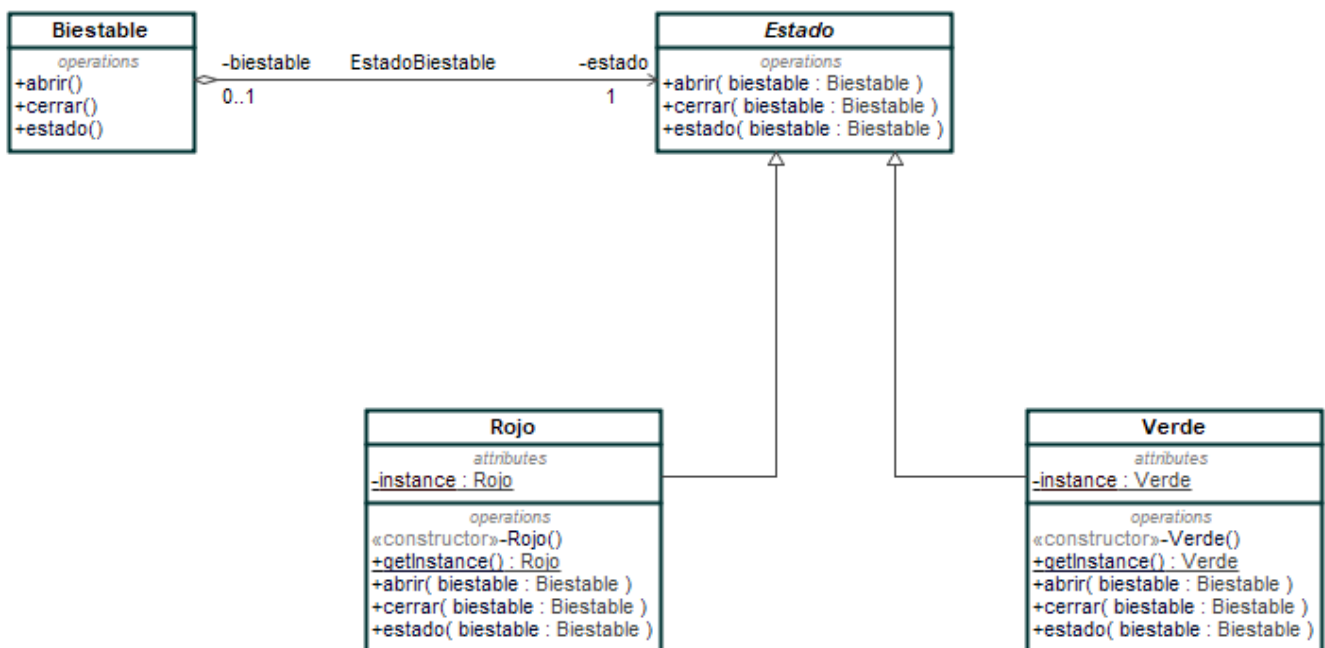 Biestable
operations
+abrir()
+cerrar()
+estado()
-biestable
EstadoBiestable
-estado
0..1
1
Estado
operations
+abrir( biestable : Biestable )
+cerrar( biestable : Biestable )
+estado( biestable : Biestable )
Rojo
attributes
-instance : Rojo
operations
«constructor»-Rojo()
+getInstance() : Rojo
+abrir( biestable : Biestable )
+cerrar( biestable : Biestable )
+estado( biestable : Biestable )
Verde
attributes
-instance : Verde
operations
«constructor»-Verde()
+getInstance() : Verde
+abrir( biestable : Biestable )
+cerrar( biestable : Biestable )
+estado( biestable : Biestable )